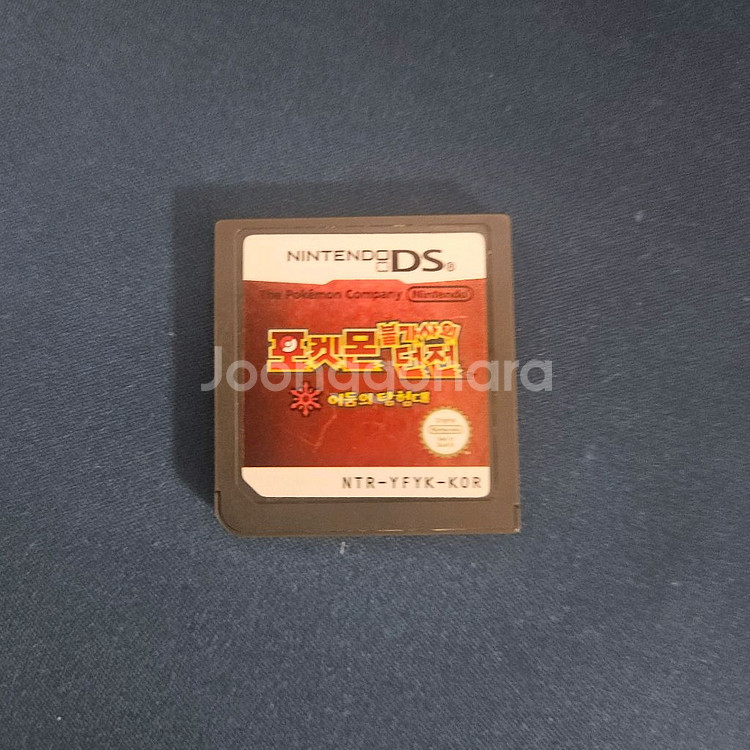 NINTENDO DS®
The Pokémon Company Nintendo
포켓몬 불가사의
던전
Joonggonara
어둠의 탐험대
Nintendo
NTR-YFYK-KOR